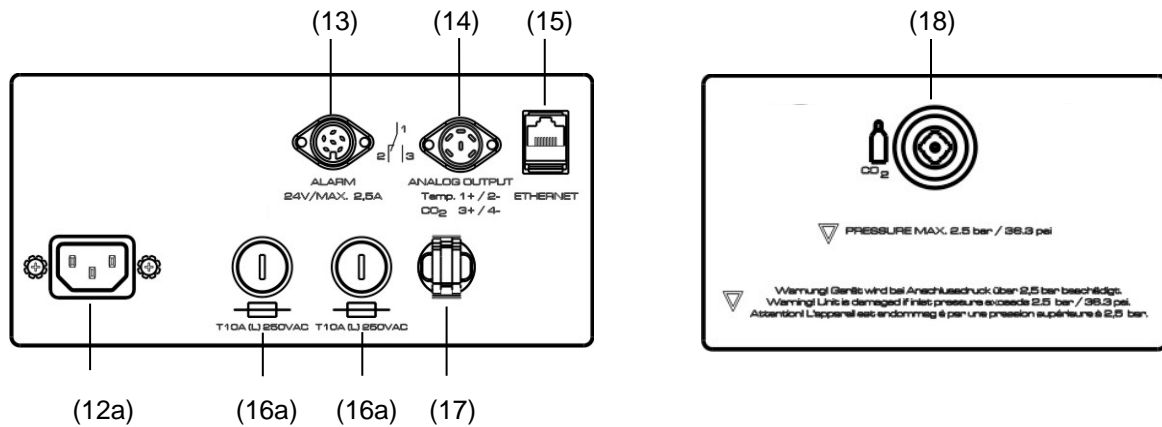 (13)
(14)
(15)
(18)
1
2
3
ALARM
24V/MAX. 2,5A
ANALOG OUTPUT
Temp. 1+ / 2-
CO2 3+ / 4-
ETHERNET
CO2
PRESSURE MAX. 2.5 bar / 36.3 psi
Warnung! Gerät wird bei Anschlussdruck über 2,5 bar beschädigt.
Warning! Unit is damaged if inlet pressure exceeds 2.5 bar / 36.3 psi.
Attention! L'appareil est endommag é par une pression supérieure à 2,5 bar.
T10A (L) 250VAC
T10A (L) 250VAC
(12a)
(16a)
(16a)
(17)